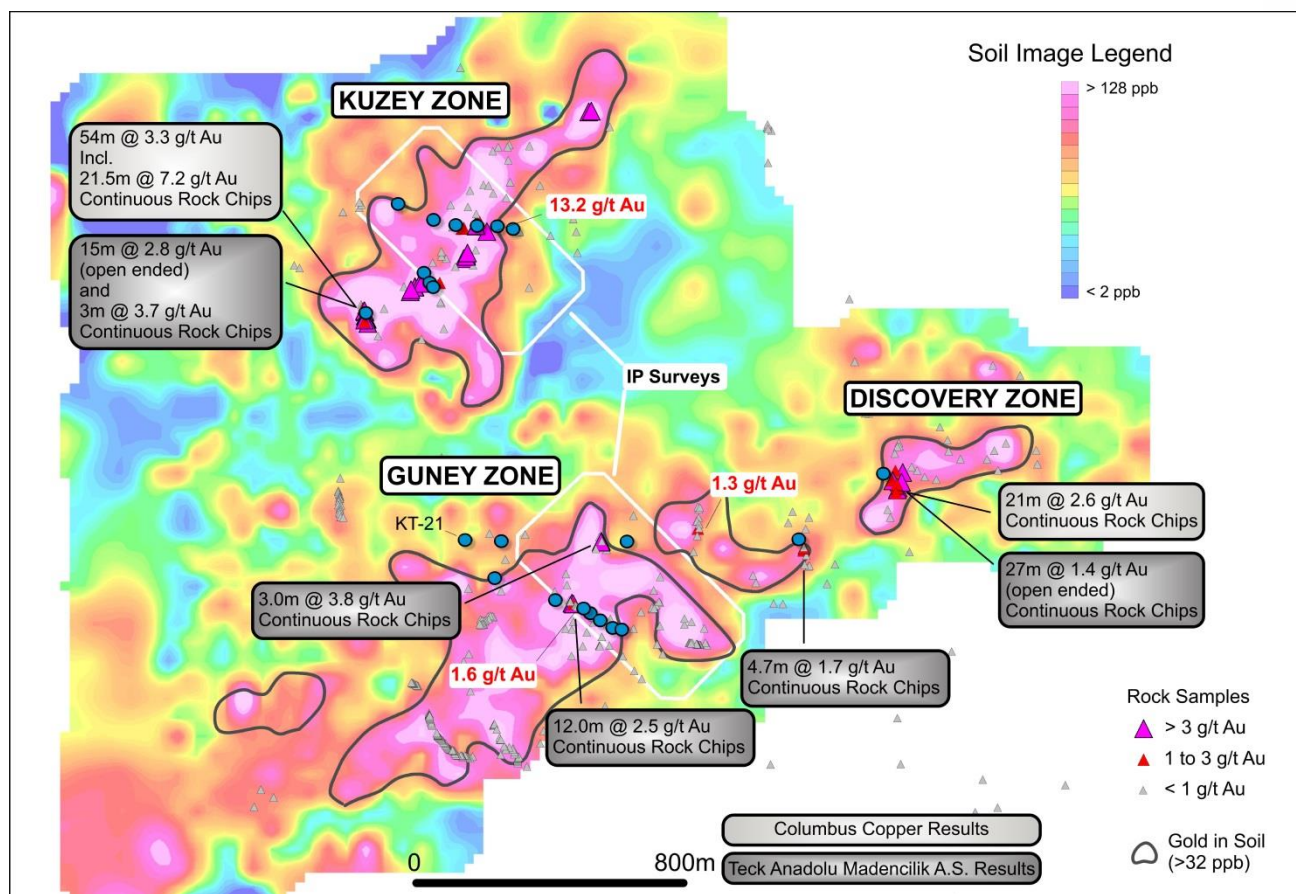 Soil Image Legend
> 128 ppb
< 2 ppb
KUZEY ZONE
54m @ 3.3 g/t Au
Incl.
21.5m @ 7.2 g/t Au
Continuous Rock Chips
13.2 g/t Au
15m @ 2.8 g/t Au
(open ended)
and
3m @ 3.7 g/t Au
Continuous Rock Chips
IP Surveys
DISCOVERY ZONE
GUNEY ZONE
1.3 g/t Au
21m @ 2.6 g/t Au
Continuous Rock Chips
KT-21
27m @ 1.4 g/t Au
(open ended)
Continuous Rock Chips
3.0m @ 3.8 g/t Au
Continuous Rock Chips
1.6 g/t Au
4.7m @ 1.7 g/t Au
Continuous Rock Chips
12.0m @ 2.5 g/t Au
Continuous Rock Chips
Rock Samples
> 3 g/t Au
1 to 3 g/t Au
< 1 g/t Au
Gold in Soil
(>32 ppb)
Columbus Copper Results
Teck Anadolu Madencilik A.S. Results
0 800m